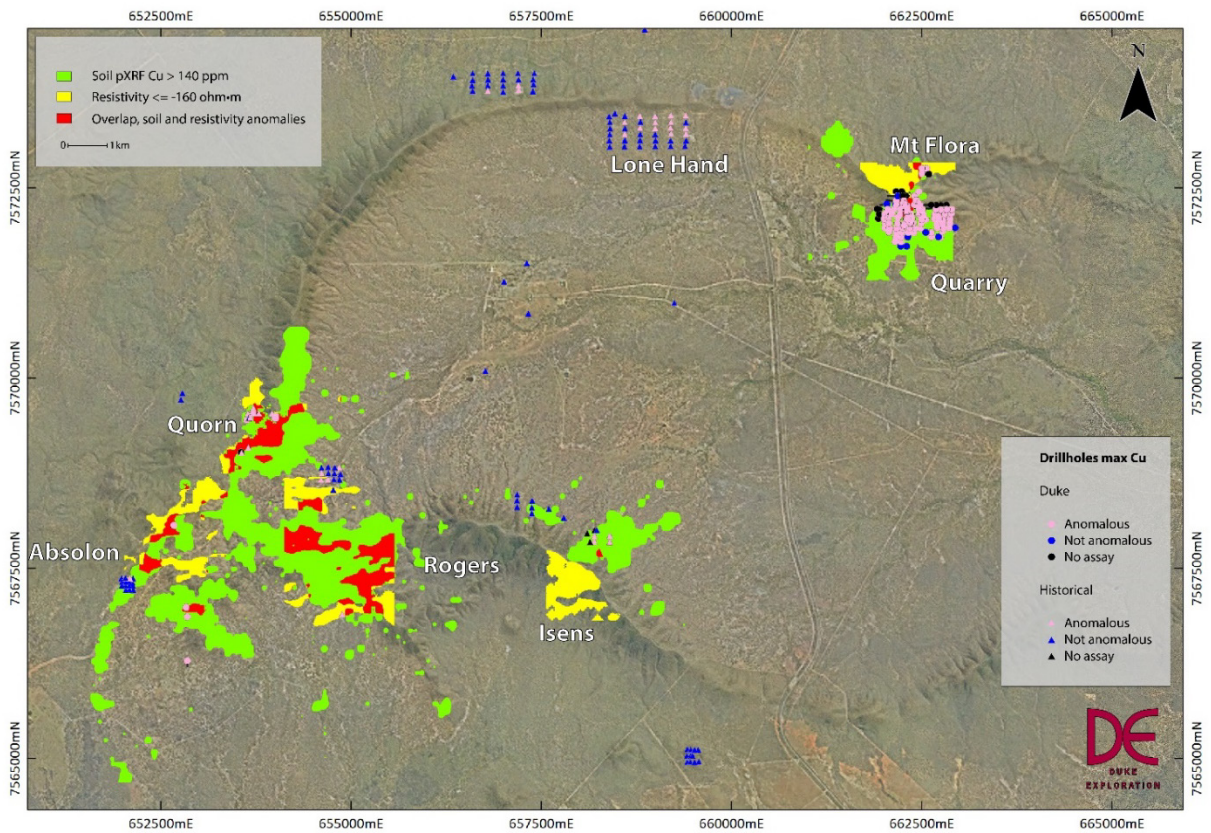 652500mE
655000mE
657500mE
660000mE
662500mE
665000mE
Soil pXRF Cu > 140 ppm
Resistivity <= -160 ohm•m
Overlap, soil and resistivity anomalies
0 1km
N
Mt Flora
Lone Hand
7572500mN
7572500mN
Quarry
7570000mN
7570000mN
Quorn
Drillholes max Cu
Duke
Anomalous
Not anomalous
No assay
Absolon
Rogers
7567500mN
7567500mN
Historical
Isens
Anomalous
Not anomalous
No assay
DE
DUKE
EXPLORATION
7565000mN
7565000mN
652500mE
655000mE
657500mE
660000mE
662500mE
665000mE